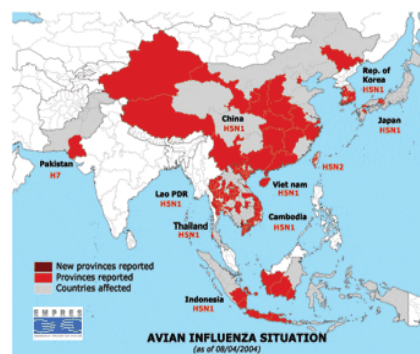 Rep. of
Korea
H5N1
China
H5N1
Japan
H5N1
Pakistan
H7
H5N2
Lao PDR
H5N1
Viet nam
H5N1
Thailand
H5N1
Cambodia
H5N1
New provinces reported
Provinces reported
Countries affected
Indonesia
H5N1
EMPRES
AVIAN INFLUENZA SITUATION
(as of 08/04/2004)